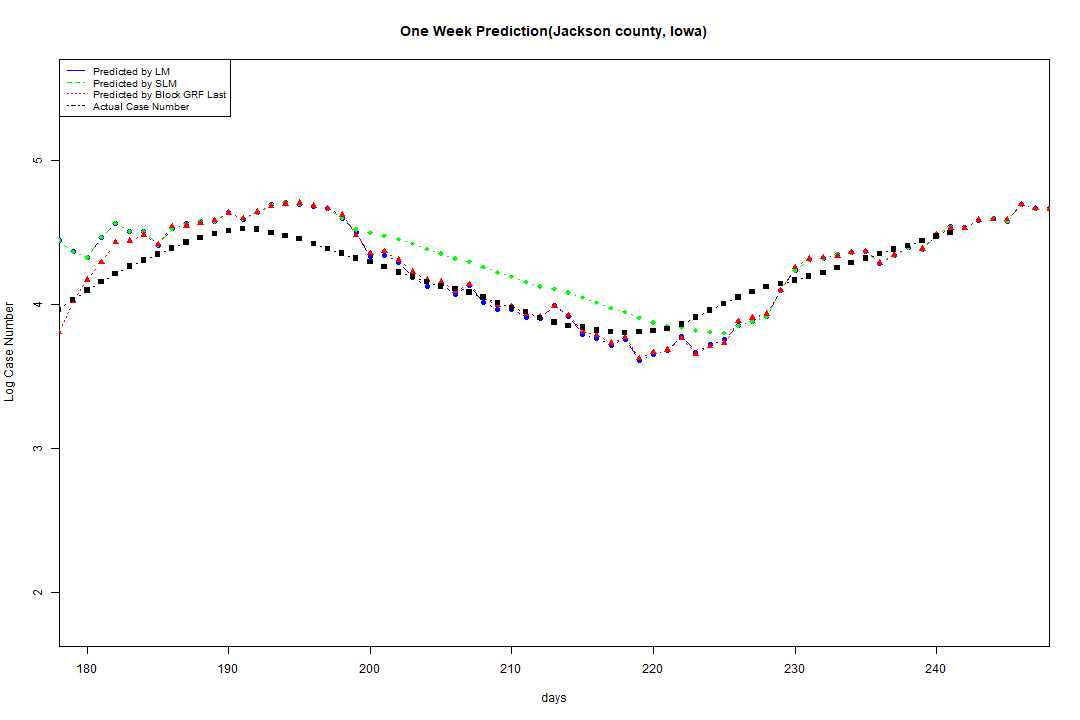 One Week Prediction(Jackson county, Iowa)
Predicted by LM
Predicted by SLM
Predicted by Block GRF Last
Actual Case Number
5
4
3
2
Log Case Number
180 190 200 210 220 230 240
days